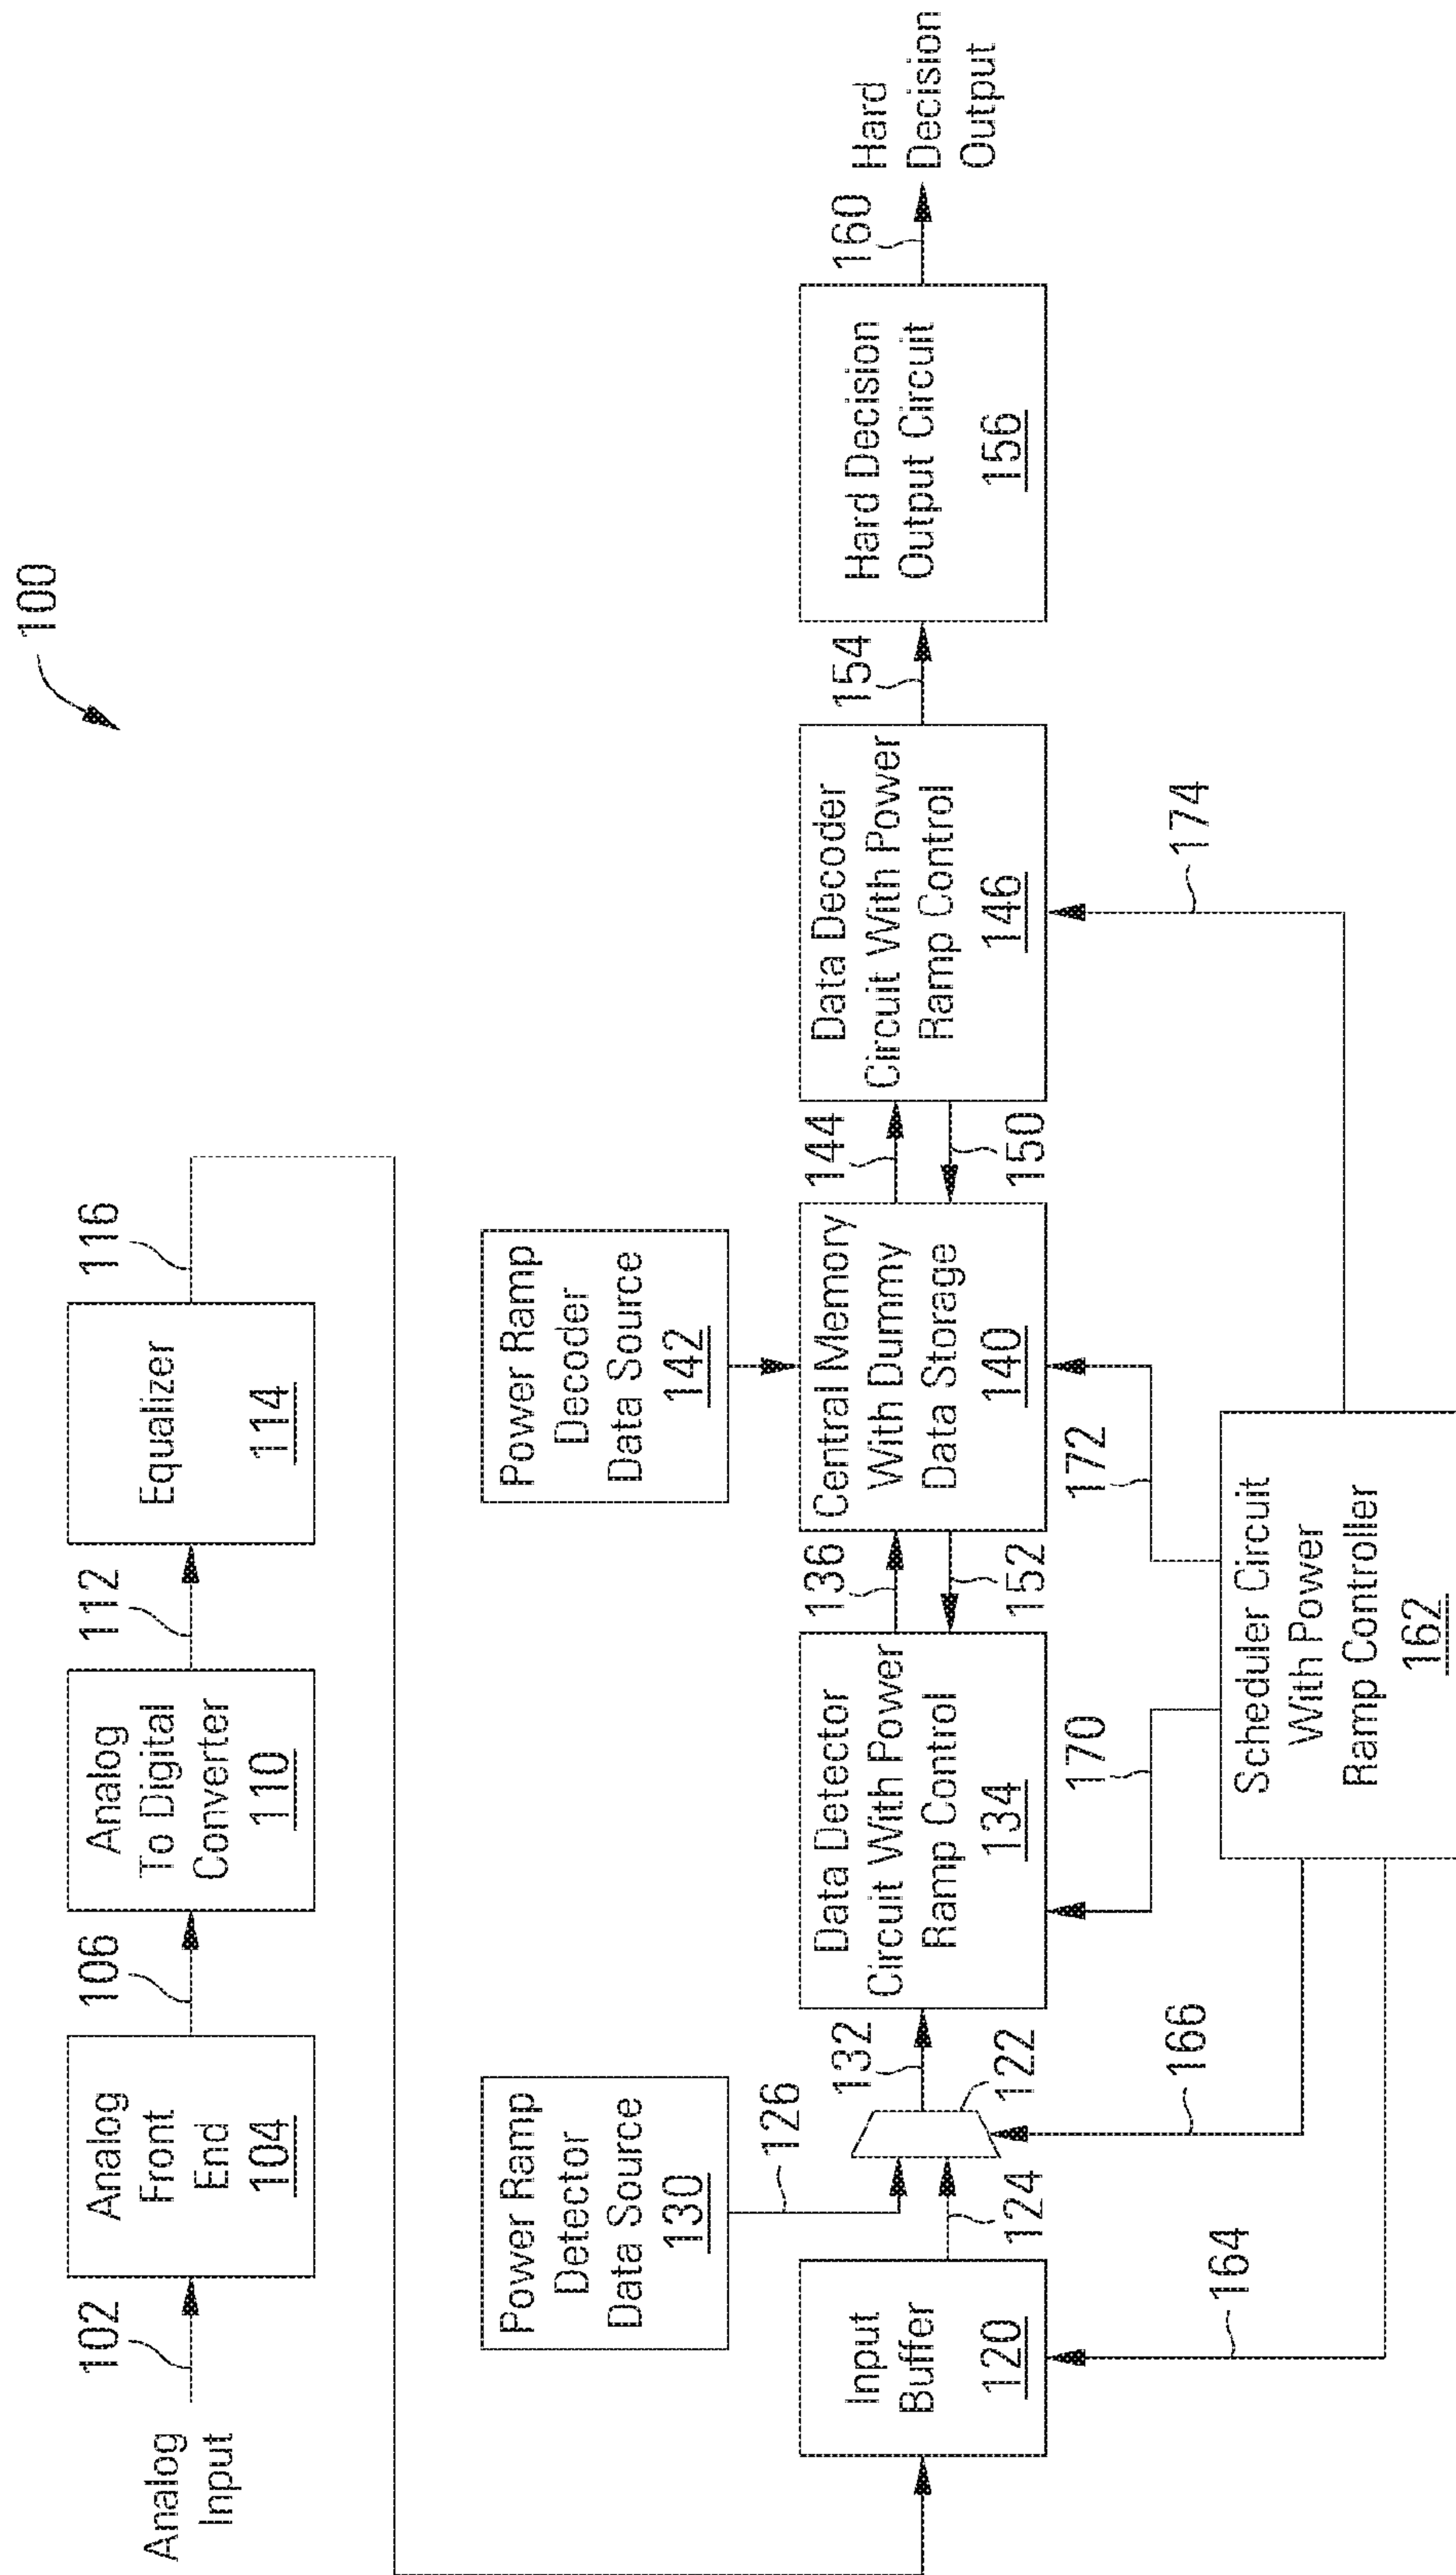 100
Analog
Input
102
Analog
Front
End
104
106
Analog
To Digital
Converter
110
112
Equalizer
114
116
Input
Buffer
120
124
Power Ramp
Detector
Data Source
130
126
122
132
Data Detector
Circuit With Power
Ramp Control
134
136
152
Power Ramp
Decoder
Data Source
142
Central Memory
With Dummy
Data Storage
140
144
150
Data Decoder
Circuit With Power
Ramp Control
146
154
Hard Decision
Output Circuit
156
160
Hard
Decision
Output
164
166
170
172
174
Scheduler Circuit
With Power
Ramp Controller
162